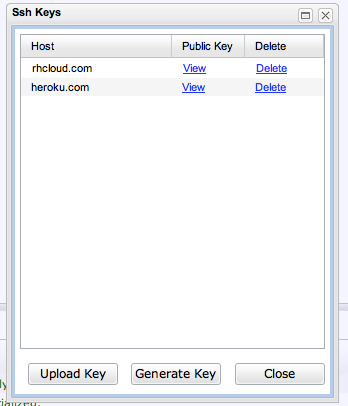 Ssh Keys
Host Public Key Delete
rhcloud.com View Delete
heroku.com View Delete
Upload Key Generate Key Close